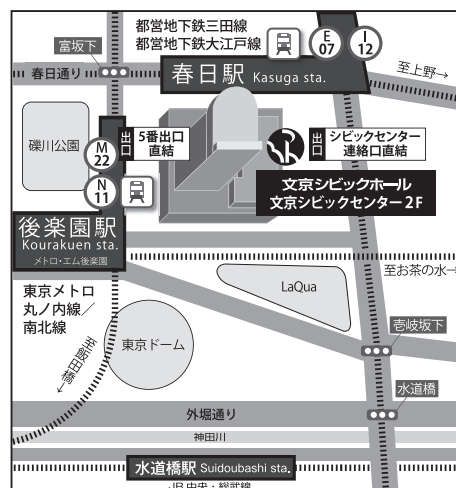 都営地下鉄三田線
都営地下鉄大江戸線
E
07
I
12
富坂下
春日通り
春日駅 Kasuga sta.
至上野→
礫川公園
M
22
N
11
出口
5番出口
直結
出口
シビックセンター
連絡口直結
文京シビックホール
文京シビックセンター2F
後楽園駅
Kourakuen sta.
メトロ・エム後楽園
至お茶の水→
東京メトロ
丸ノ内線／
南北線
LaQua
壱岐坂下
至飯田橋→
東京ドーム
水道橋
外堀通り
神田川
水道橋駅 Suidoubashi sta.
JR 中央・総武線